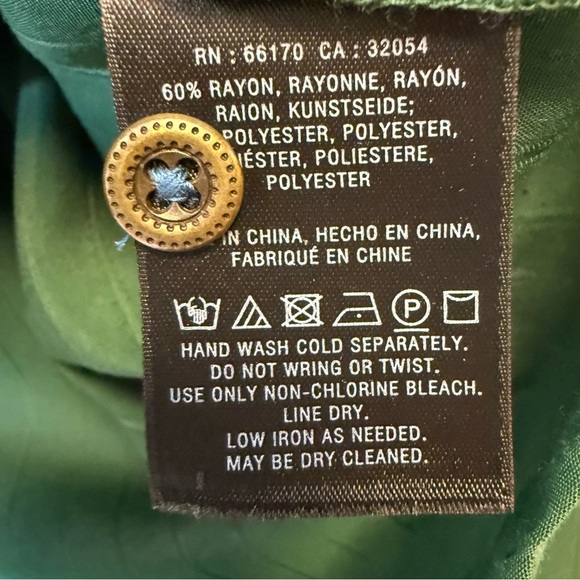 RN : 66170 CA : 32054
60% RAYON, RAYONNE, RAYÓN,
RAION, KUNSTSEIDE;
POLYESTER, POLYESTER,
POLIESTERE,
POLYESTER
IN CHINA, HECHO EN CHINA,
FABRIQUÉ EN CHINE
P
HAND WASH COLD SEPARATELY.
DO NOT WRING OR TWIST.
USE ONLY NON-CHLORINE BLEACH.
LINE DRY.
LOW IRON AS NEEDED.
MAY BE DRY CLEANED.